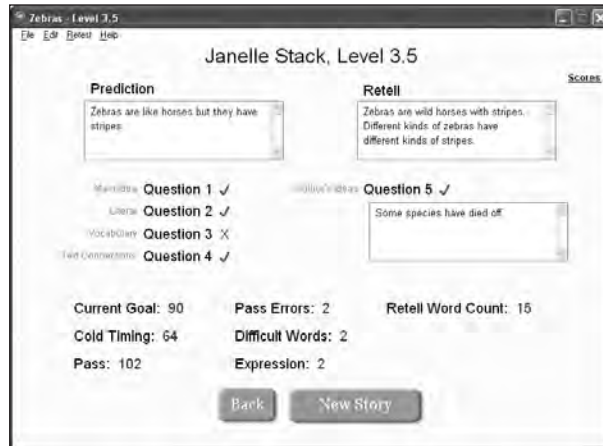 Zebras - Level 3.5
File Edit Retest Help
Janelle Stack, Level 3.5
Scores
Prediction
Zebras are like horses but they have
stripes.
Retell
Zebras are wild horses with stripes.
Different kinds of zebras have
different kinds of stripes.
Main Idea Question 1 ✓
Literal Question 2 ✓
Vocabulary Question 3 X
Question 4 ✓
Question 5 ✓
Some species have died off
Current Goal: 90
Cold Timing: 64
Pass: 102
Pass Errors: 2
Difficult Words: 2
Expression: 2
Retell Word Count: 15
Back
New Story